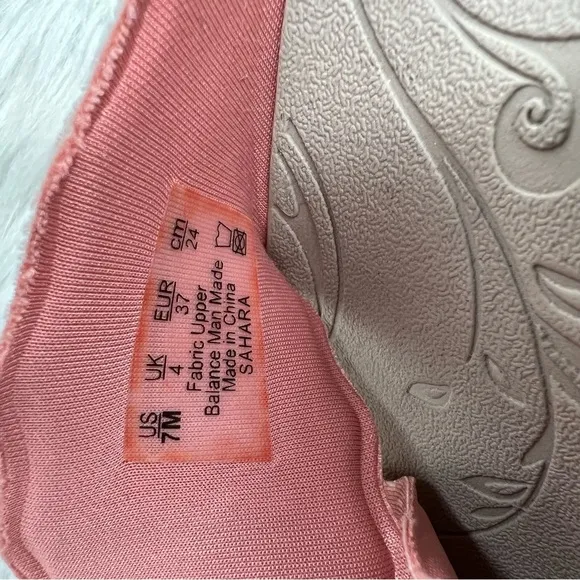 US UK EUR cm
7M 4 37 24
Fabric Upper
Balance Man Made
Made in China
SAHARA